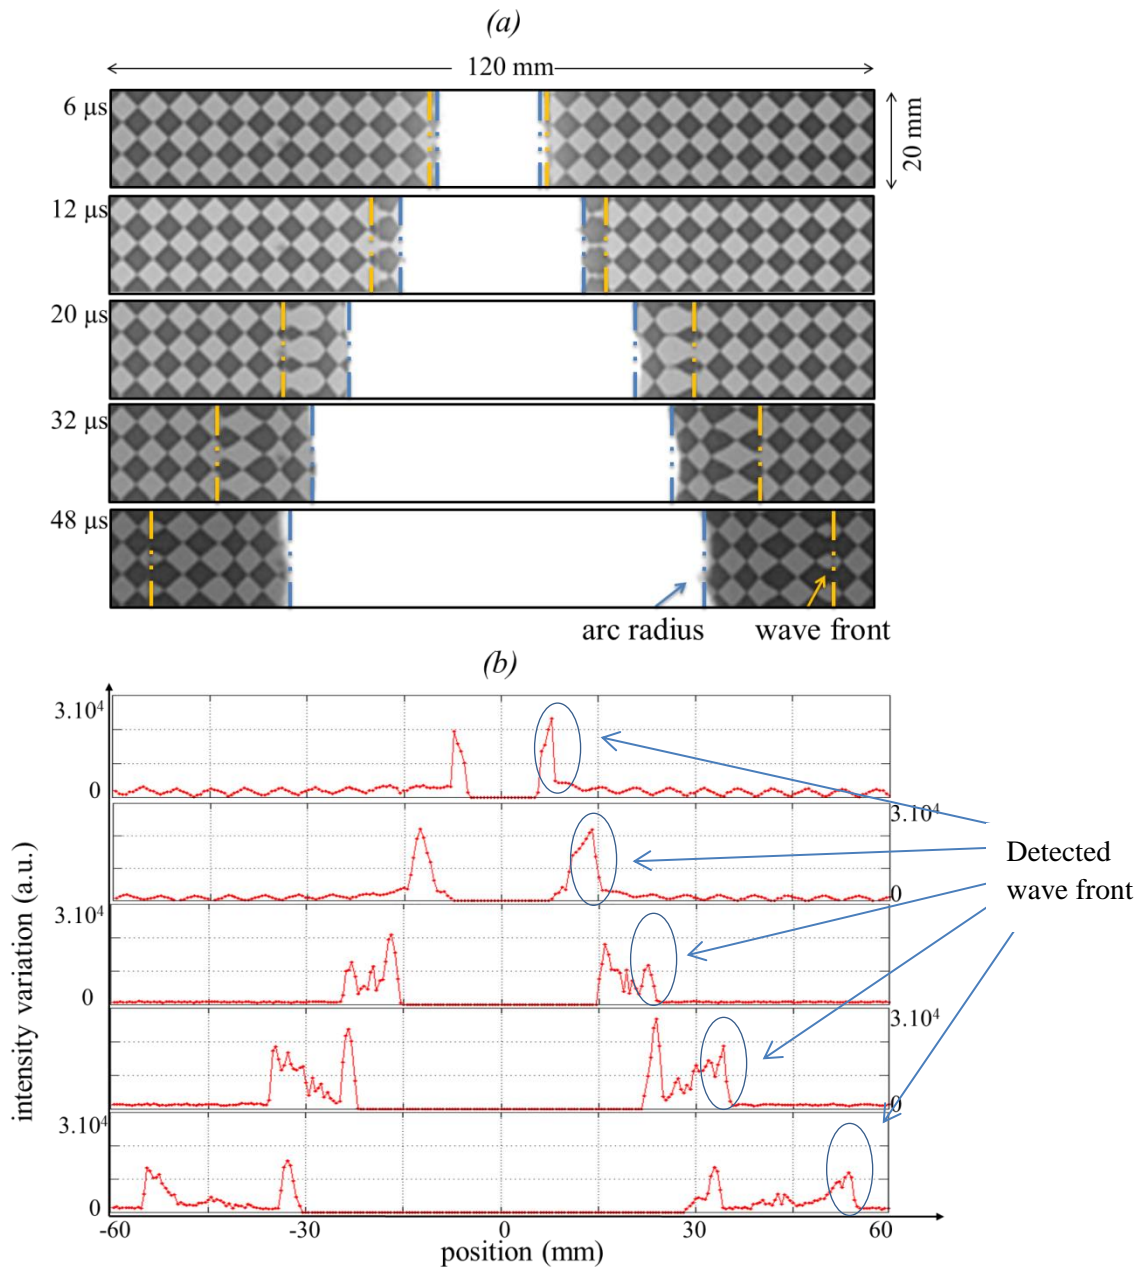 (a)
120 mm
6 µs
20 mm
12 µs
20 µs
32 µs
48 µs
arc radius
wave front
(b)
3.10⁴
0
3.10⁴
0
Detected
wave front
3.10⁴
0
3.10⁴
0
3.10⁴
0
intensity variation (a.u.)
-60
-30
0
30
60
position (mm)